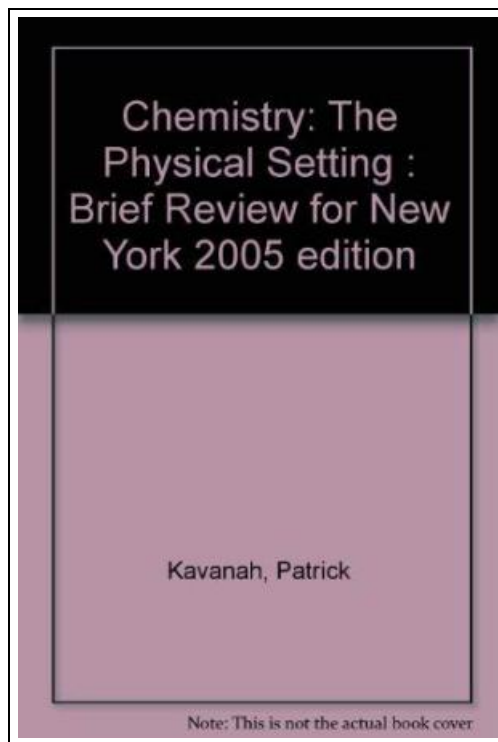 Chemistry: The
Physical Setting :
Brief Review for New
York 2005 edition
Kavanah, Patrick
Note: This is not the actual book cover